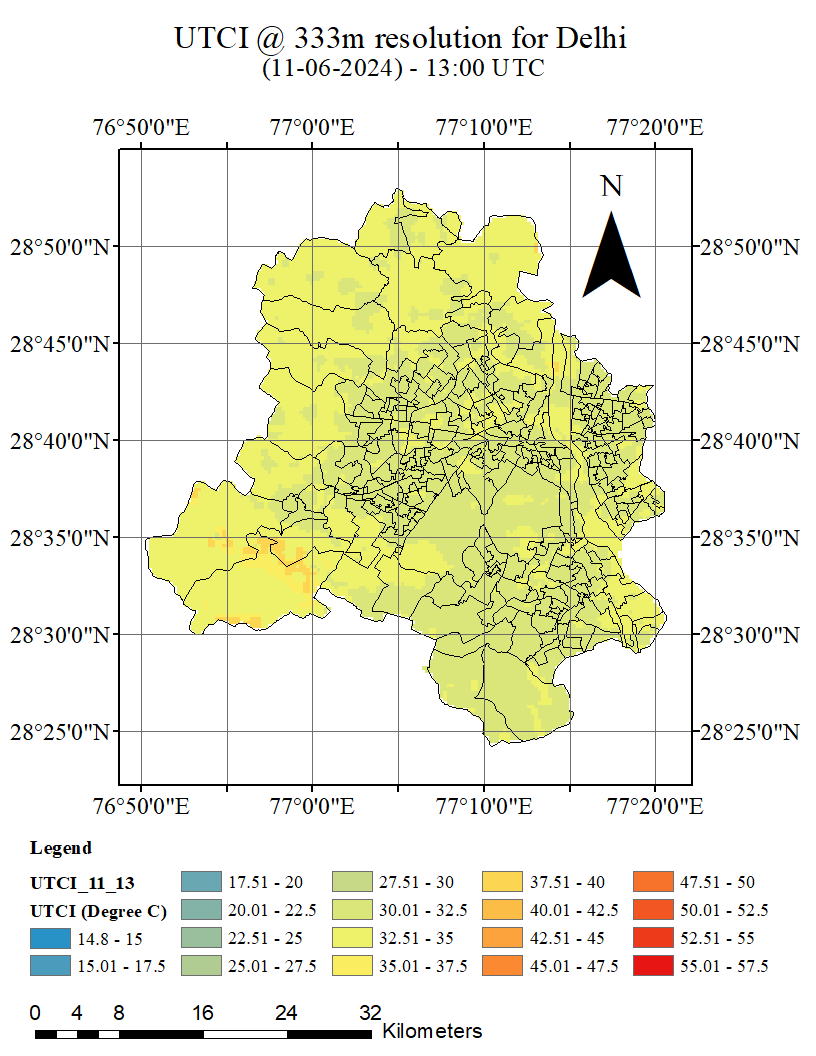 UTCI @ 333m resolution for Delhi
(11-06-2024) - 13:00 UTC
76°50'0"E 77°0'0"E 77°10'0"E 77°20'0"E
N
28°50'0"N 28°50'0"N
28°45'0"N 28°45'0"N
28°40'0"N 28°40'0"N
28°35'0"N 28°35'0"N
28°30'0"N 28°30'0"N
28°25'0"N 28°25'0"N
76°50'0"E 77°0'0"E 77°10'0"E 77°20'0"E
Legend
UTCI_11_13 17.51 - 20 27.51 - 30 37.51 - 40 47.51 - 50
UTCI (Degree C) 20.01 - 22.5 30.01 - 32.5 40.01 - 42.5 50.01 - 52.5
14.8 - 15 22.51 - 25 32.51 - 35 42.51 - 45 52.51 - 55
15.01 - 17.5 25.01 - 27.5 35.01 - 37.5 45.01 - 47.5 55.01 - 57.5
0 4 8 16 24 32
Kilometers